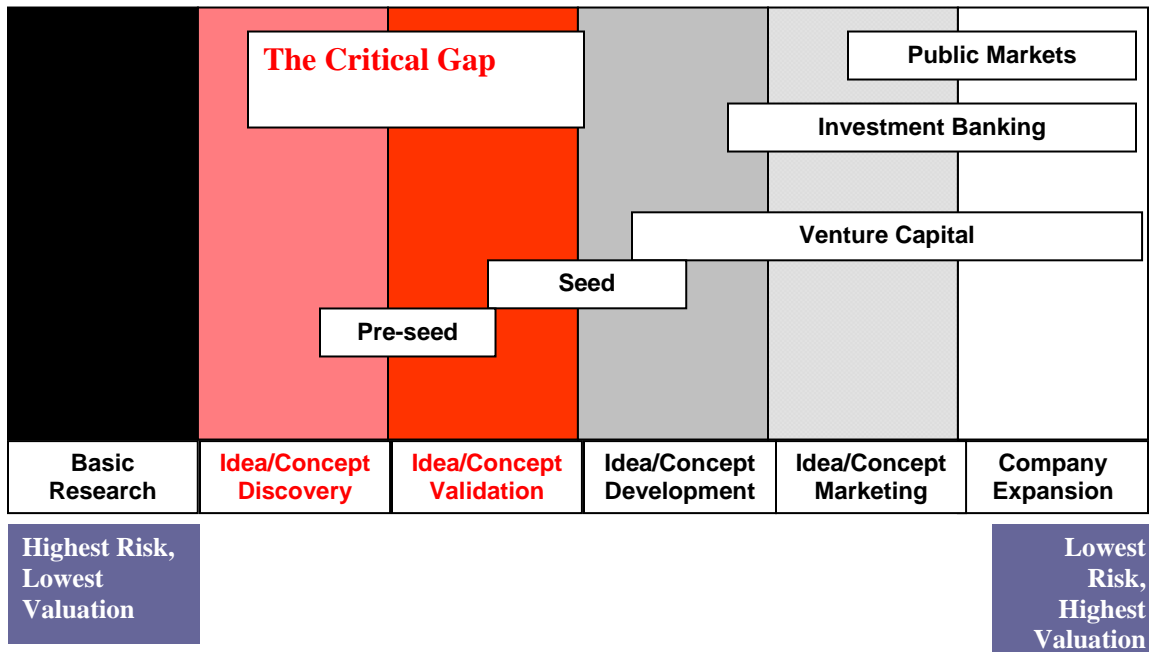 The Critical Gap
Public Markets
Investment Banking
Venture Capital
Seed
Pre-seed
Basic
Research
Idea/Concept
Discovery
Idea/Concept
Validation
Idea/Concept
Development
Idea/Concept
Marketing
Company
Expansion
Highest Risk,
Lowest
Valuation
Lowest
Risk,
Highest
Valuation